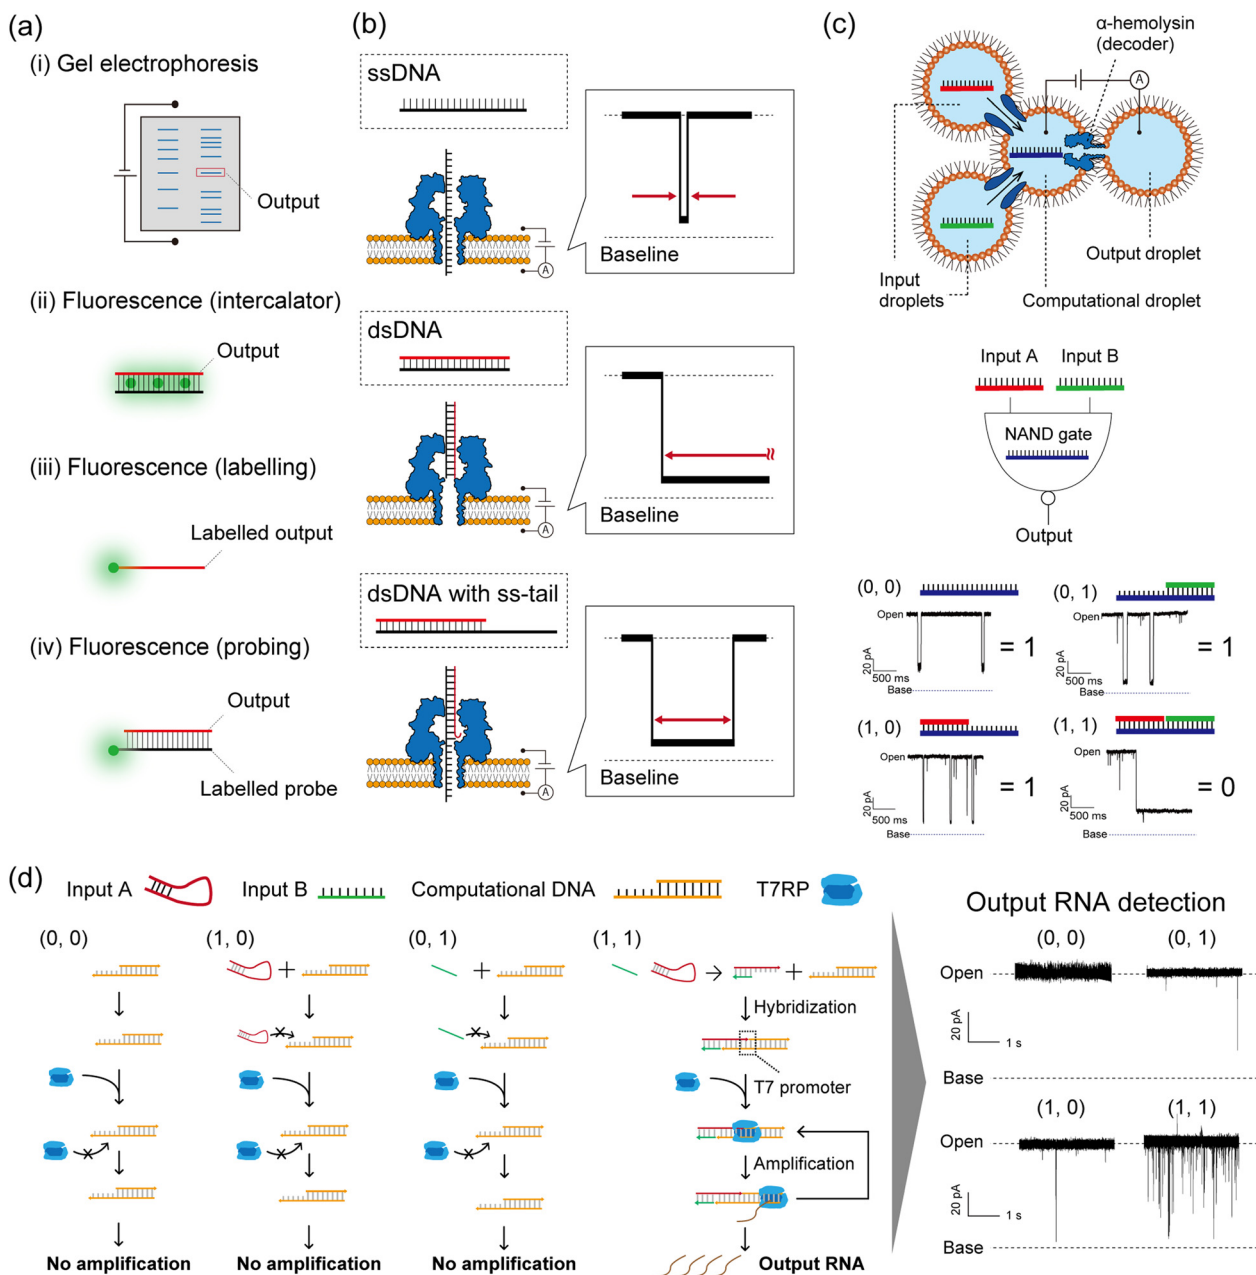 (a)
(i) Gel electrophoresis
Output
(ii) Fluorescence (intercalator)
Output
(iii) Fluorescence (labelling)
Labelled output
(iv) Fluorescence (probing)
Output
Labelled probe
(b)
ssDNA
A
Baseline
dsDNA
A
Baseline
dsDNA with ss-tail
A
Baseline
(c)
α-hemolysin
(decoder)
A
Input
droplets
Output droplet
Computational droplet
Input A
Input B
NAND gate
Output
(0, 0)
Open
20 pA
500 ms
Base
= 1
(0, 1)
Open
20 pA
500 ms
Base
= 1
(1, 0)
Open
20 pA
500 ms
Base
= 1
(1, 1)
Open
20 pA
500 ms
Base
= 0
(d)
Input A
Input B
Computational DNA
T7RP
(0, 0)
No amplification
(1, 0)
+
No amplification
(0, 1)
+
No amplification
(1, 1)
+
Hybridization
T7 promoter
Amplification
Output RNA
Output RNA detection
(0, 0)
(0, 1)
Open
20 pA
1 s
Base
(1, 0)
(1, 1)
Open
20 pA
1 s
Base